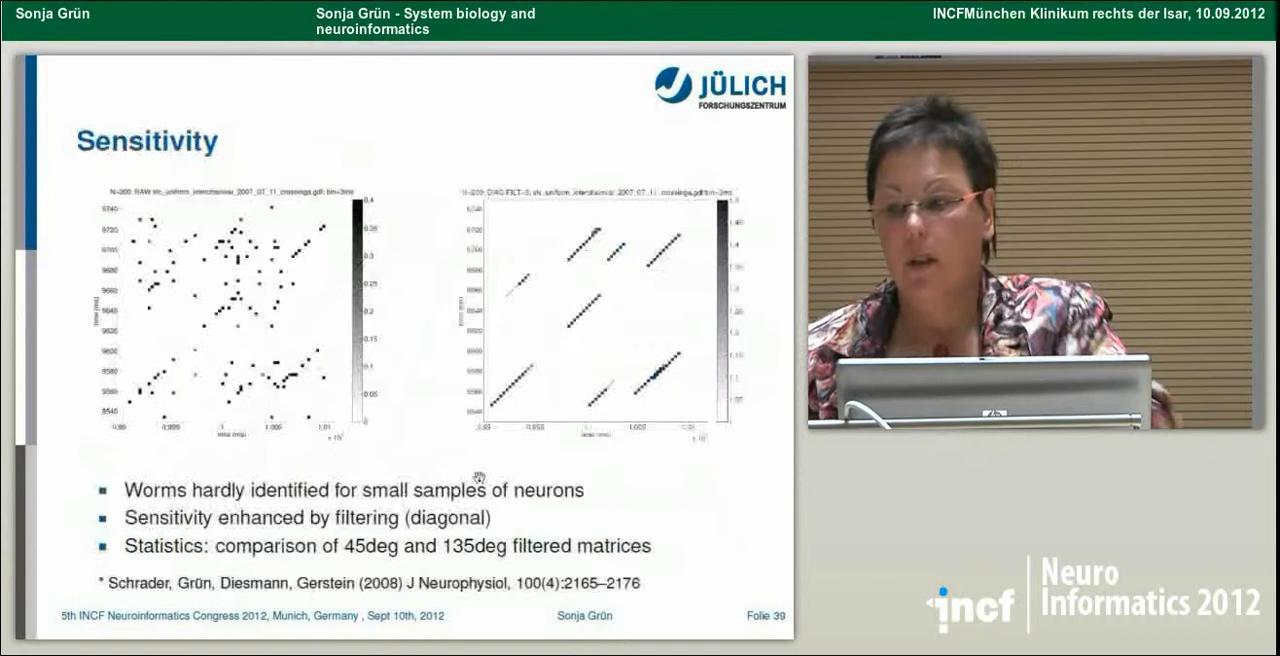 Sonja Grün
Sonja Grün - System biology and
neuroinformatics
INCFMünchen Klinikum rechts der Isar, 10.09.2012
JÜLICH
FORSCHUNGSZENTRUM
Sensitivity
Worms hardly identified for small samples of neurons
Sensitivity enhanced by filtering (diagonal)
Statistics: comparison of 45deg and 135deg filtered matrices
* Schrader, Grün, Diesmann, Gerstein (2008) J Neurophysiol, 100(4):2165–2176
5th INCF Neuroinformatics Congress 2012, Munich, Germany , Sept 10th, 2012
Sonja Grün
Folie 39
incf
Neuro
Informatics 2012